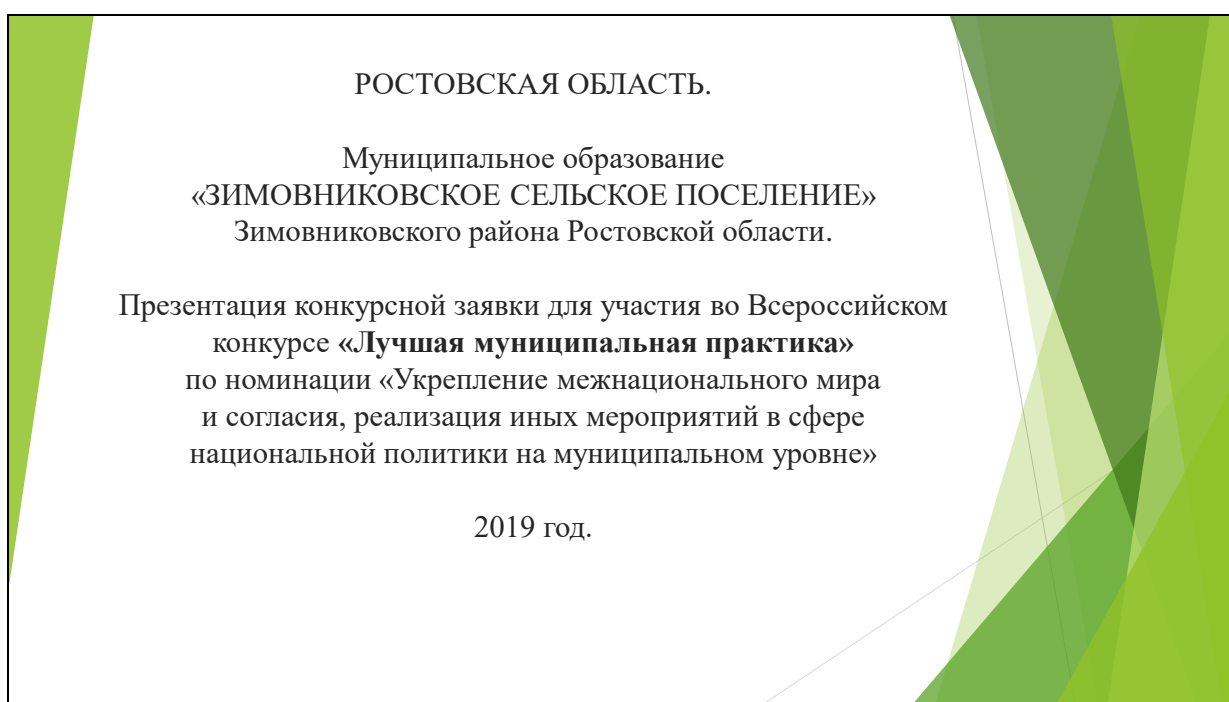 РОСТОВСКАЯ ОБЛАСТЬ.
Муниципальное образование
«ЗИМОВНИКОВСКОЕ СЕЛЬСКОЕ ПОСЕЛЕНИЕ»
Зимовниковского района Ростовской области.
Презентация конкурсной заявки для участия во Всероссийском
конкурсе «Лучшая муниципальная практика»
по номинации «Укрепление межнационального мира
и согласия, реализация иных мероприятий в сфере
национальной политики на муниципальном уровне»
2019 год.